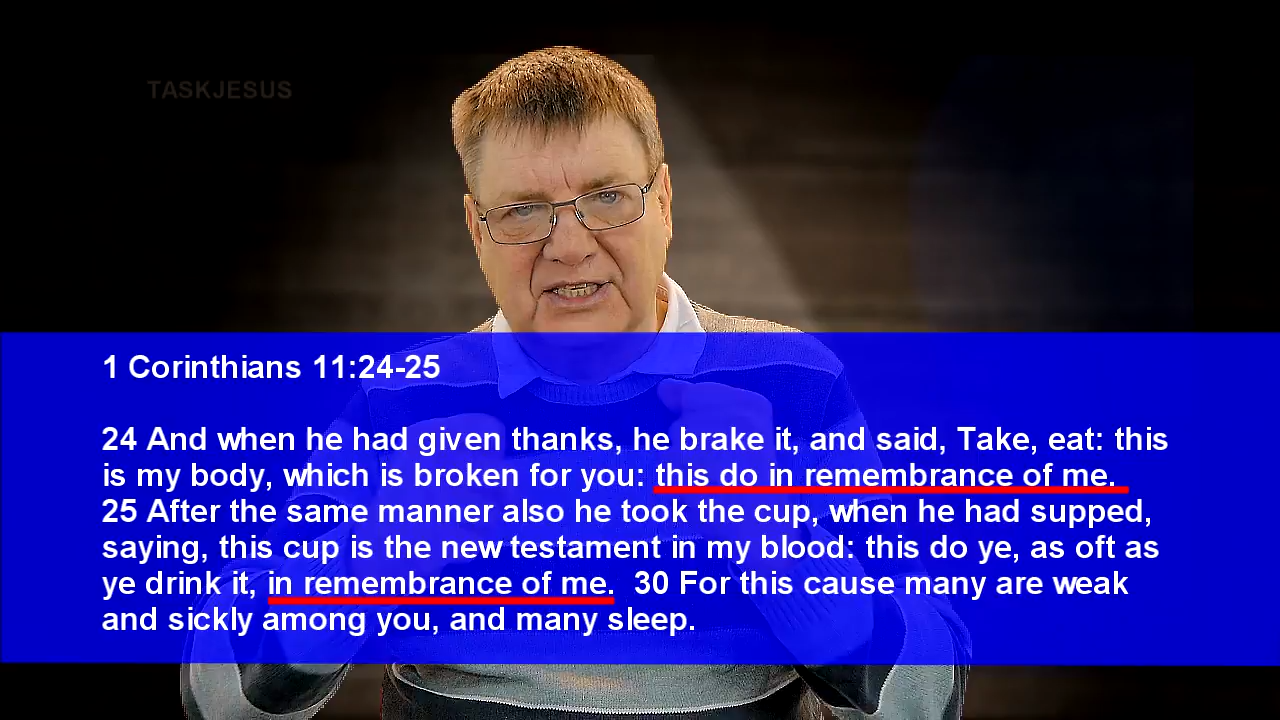 TASKJESUS
1 Corinthians 11:24-25
24 And when he had given thanks, he brake it, and said, Take, eat: this
is my body, which is broken for you: this do in remembrance of me.
25 After the same manner also he took the cup, when he had supped,
saying, this cup is the new testament in my blood: this do ye, as oft as
ye drink it, in remembrance of me. 30 For this cause many are weak
and sickly among you, and many sleep.